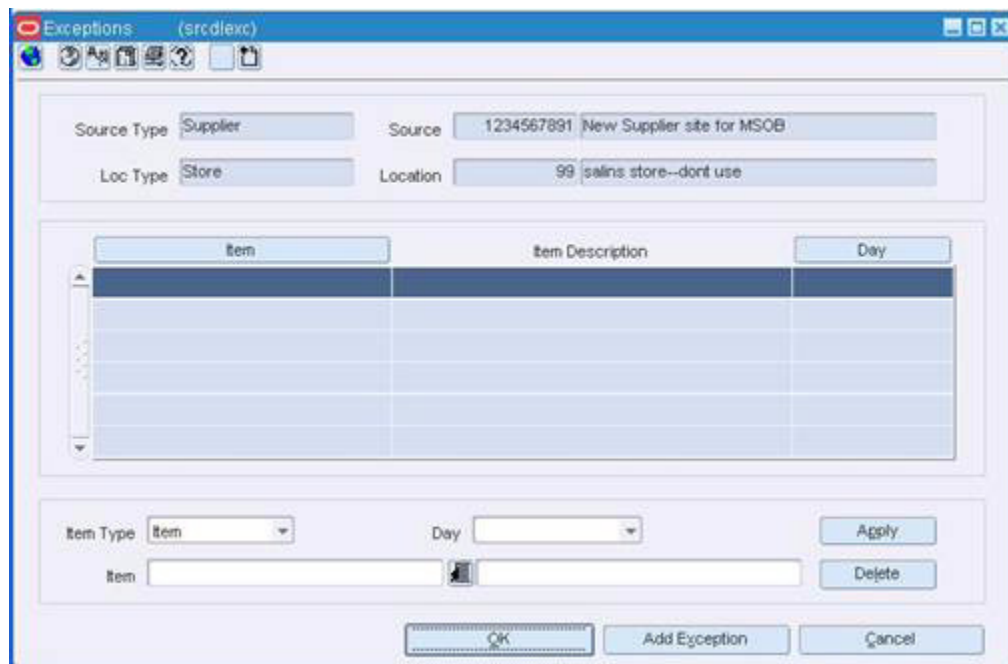 Exceptions (srcdlexc)
Source Type Supplier Source 1234567891 New Supplier site for MSOB
Loc Type Store Location 99 salins store--dont use
Item Item Description Day
Item Type Item Day Apply
Item Delete
OK Add Exception Cancel